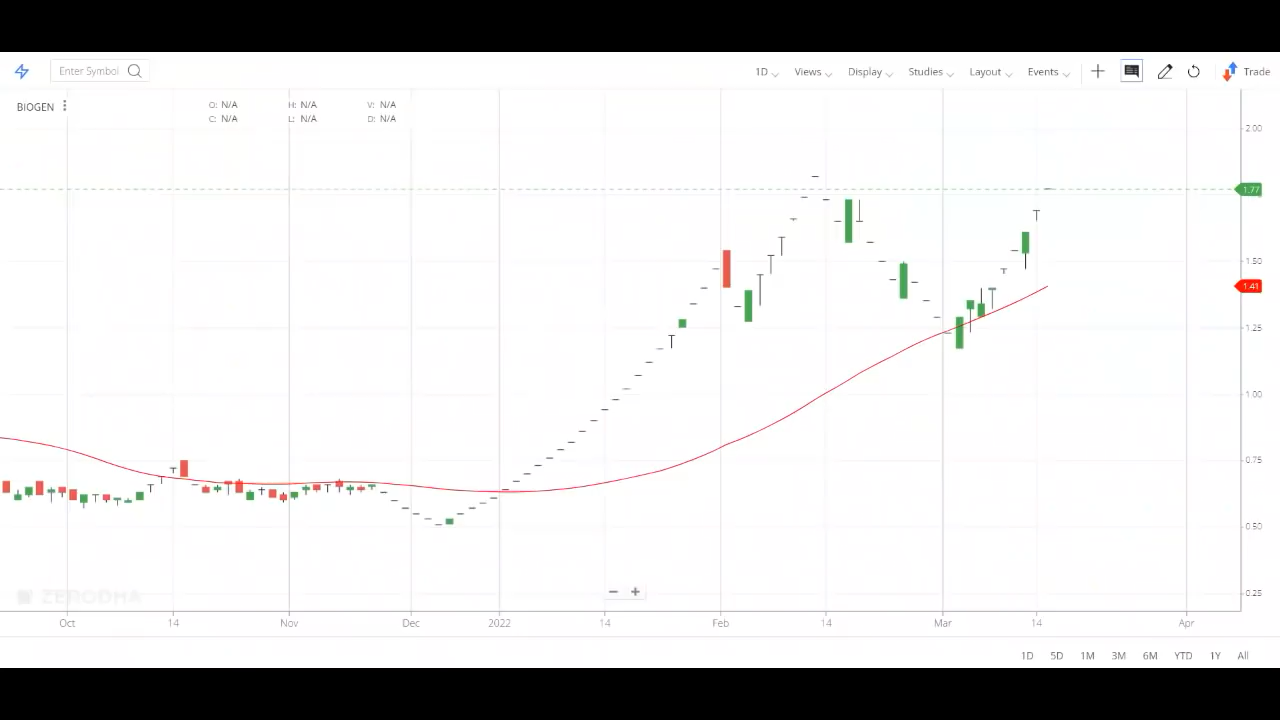 Enter Symbol 1D Views Display Studies Layout Events Trade
BIOGEN O: N/A H: N/A V: N/A
C: N/A L: N/A D: N/A
2.00
1.77
1.50
1.41
1.25
1.00
0.75
0.50
0.25
ZERODHA
Oct 14 Nov Dec 2022 14 Feb 14 Mar 14 Apr
1D 5D 1M 3M 6M YTD 1Y All